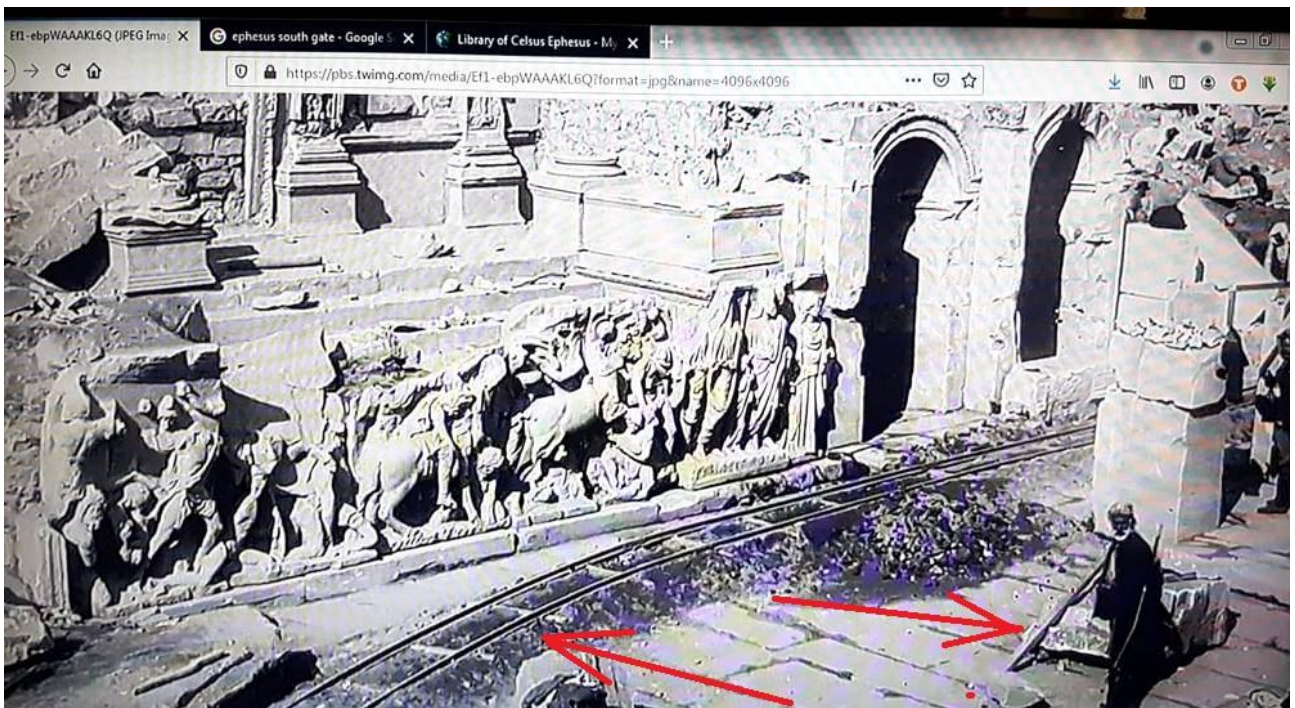 Ef1-ebpWAAAKL6Q (JPEG Imag
ephesus south gate - Google S
Library of Celsus Ephesus - My
https://pbs.twimg.com/media/Ef1-ebpWAAAKL6Q?format=jpg&name=4096x4096